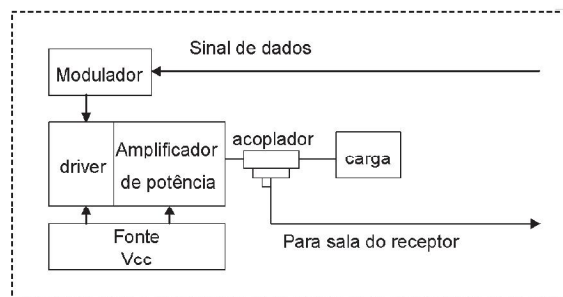 Sinal de dados
Modulador
driver
Amplificador
de potência
acoplador
carga
Fonte
Vcc
Para sala do receptor